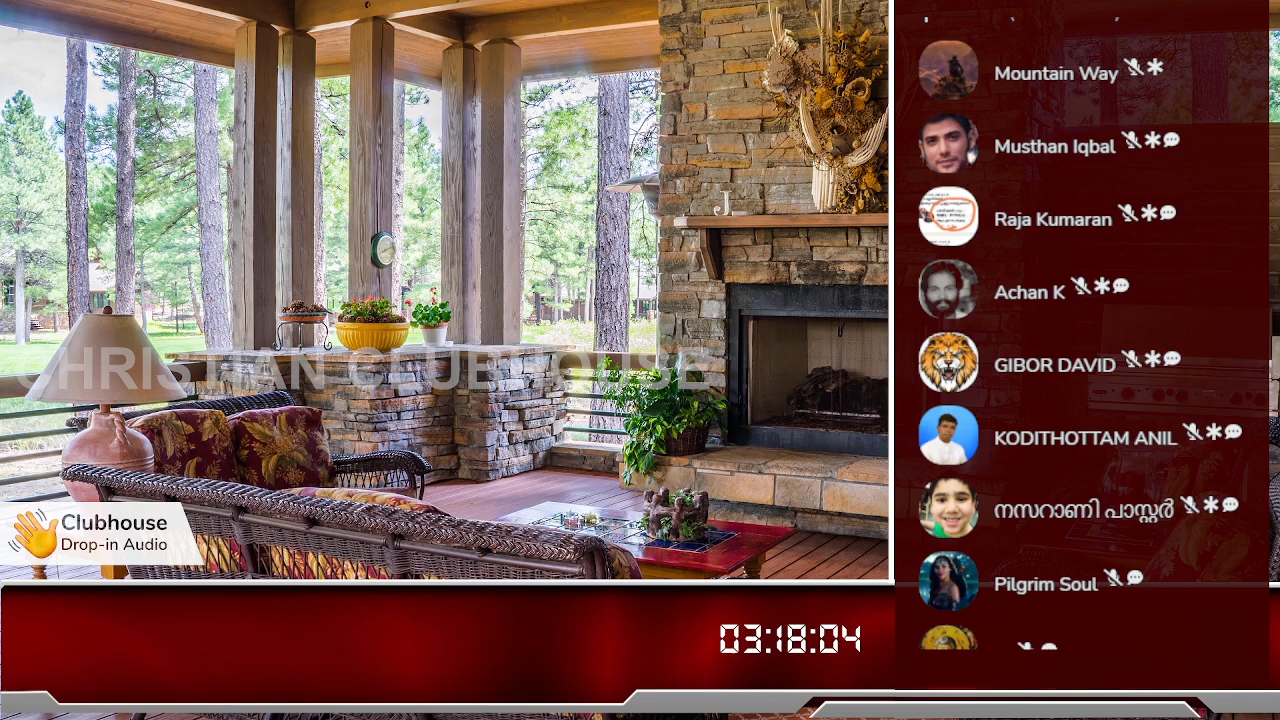 CHRISTIAN CLUBHOUSE
Clubhouse
Drop-in Audio
03:18:04
Mountain Way
Musthan Iqbal
Raja Kumaran
Achan K
GIBOR DAVID
KODITHOTTAM ANIL
നസറാണി പാസ്റ്റർ
Pilgrim Soul